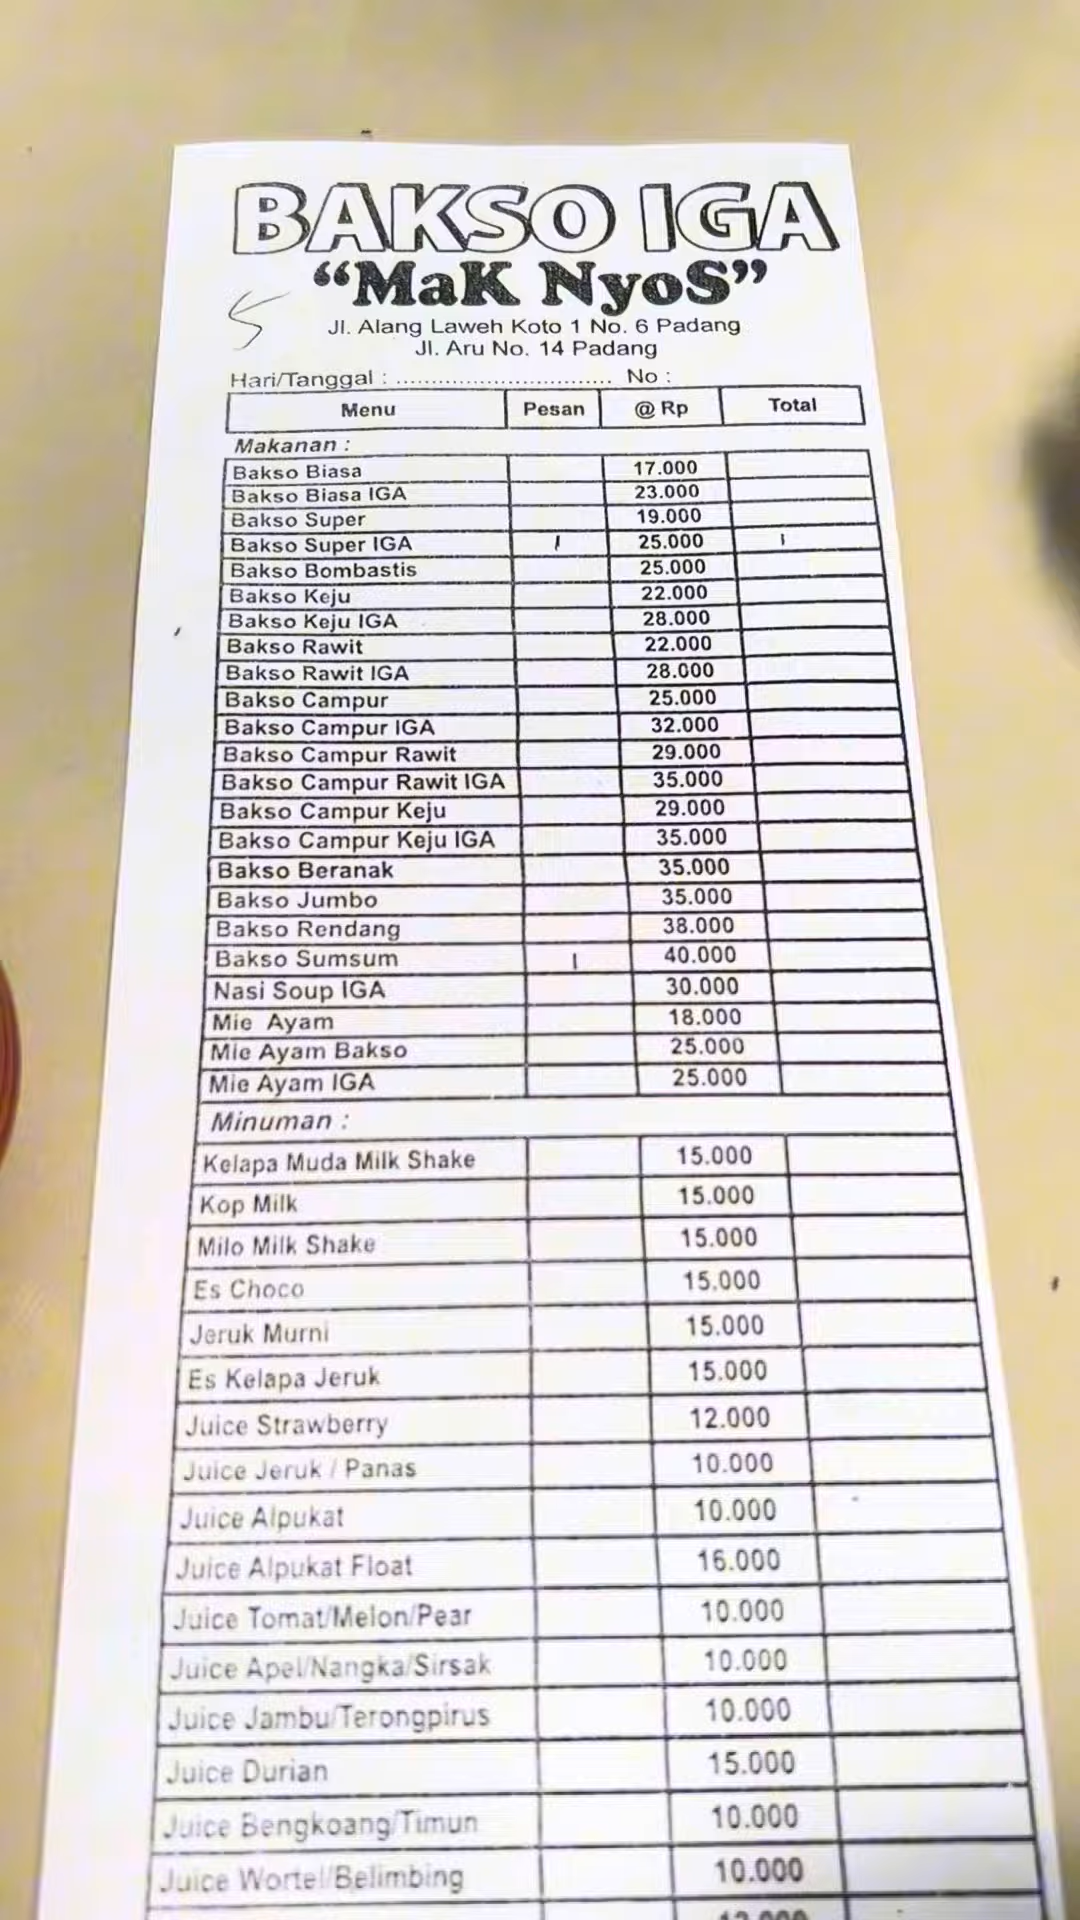 BAKSO IGA
“MaK NyoS”
5
Jl. Alang Laweh Koto 1 No. 6 Padang
Jl. Aru No. 14 Padang
Hari/Tanggal : .................................. No :
Menu Pesan @ Rp Total
Makanan :
Bakso Biasa 17.000
Bakso Biasa IGA 23.000
Bakso Super 19.000
Bakso Super IGA 1 25.000 1
Bakso Bombastis 25.000
Bakso Keju 22.000
Bakso Keju IGA 28.000
Bakso Rawit 22.000
Bakso Rawit IGA 28.000
Bakso Campur 25.000
Bakso Campur IGA 32.000
Bakso Campur Rawit 29.000
Bakso Campur Rawit IGA 35.000
Bakso Campur Keju 29.000
Bakso Campur Keju IGA 35.000
Bakso Beranak 35.000
Bakso Jumbo 35.000
Bakso Rendang 38.000
Bakso Sumsum 1 40.000
Nasi Soup IGA 30.000
Mie Ayam 18.000
Mie Ayam Bakso 25.000
Mie Ayam IGA 25.000
Minuman :
Kelapa Muda Milk Shake 15.000
Kop Milk 15.000
Milo Milk Shake 15.000
Es Choco 15.000
Jeruk Murni 15.000
Es Kelapa Jeruk 15.000
Juice Strawberry 12.000
Juice Jeruk / Panas 10.000
Juice Alpukat 10.000
Juice Alpukat Float 16.000
Juice Tomat/Melon/Pear 10.000
Juice Apel/Nangka/Sirsak 10.000
Juice Jambu/Terongpirus 10.000
Juice Durian 15.000
Juice Bengkoang/Timun 10.000
Juice Wortel/Belimbing 10.000